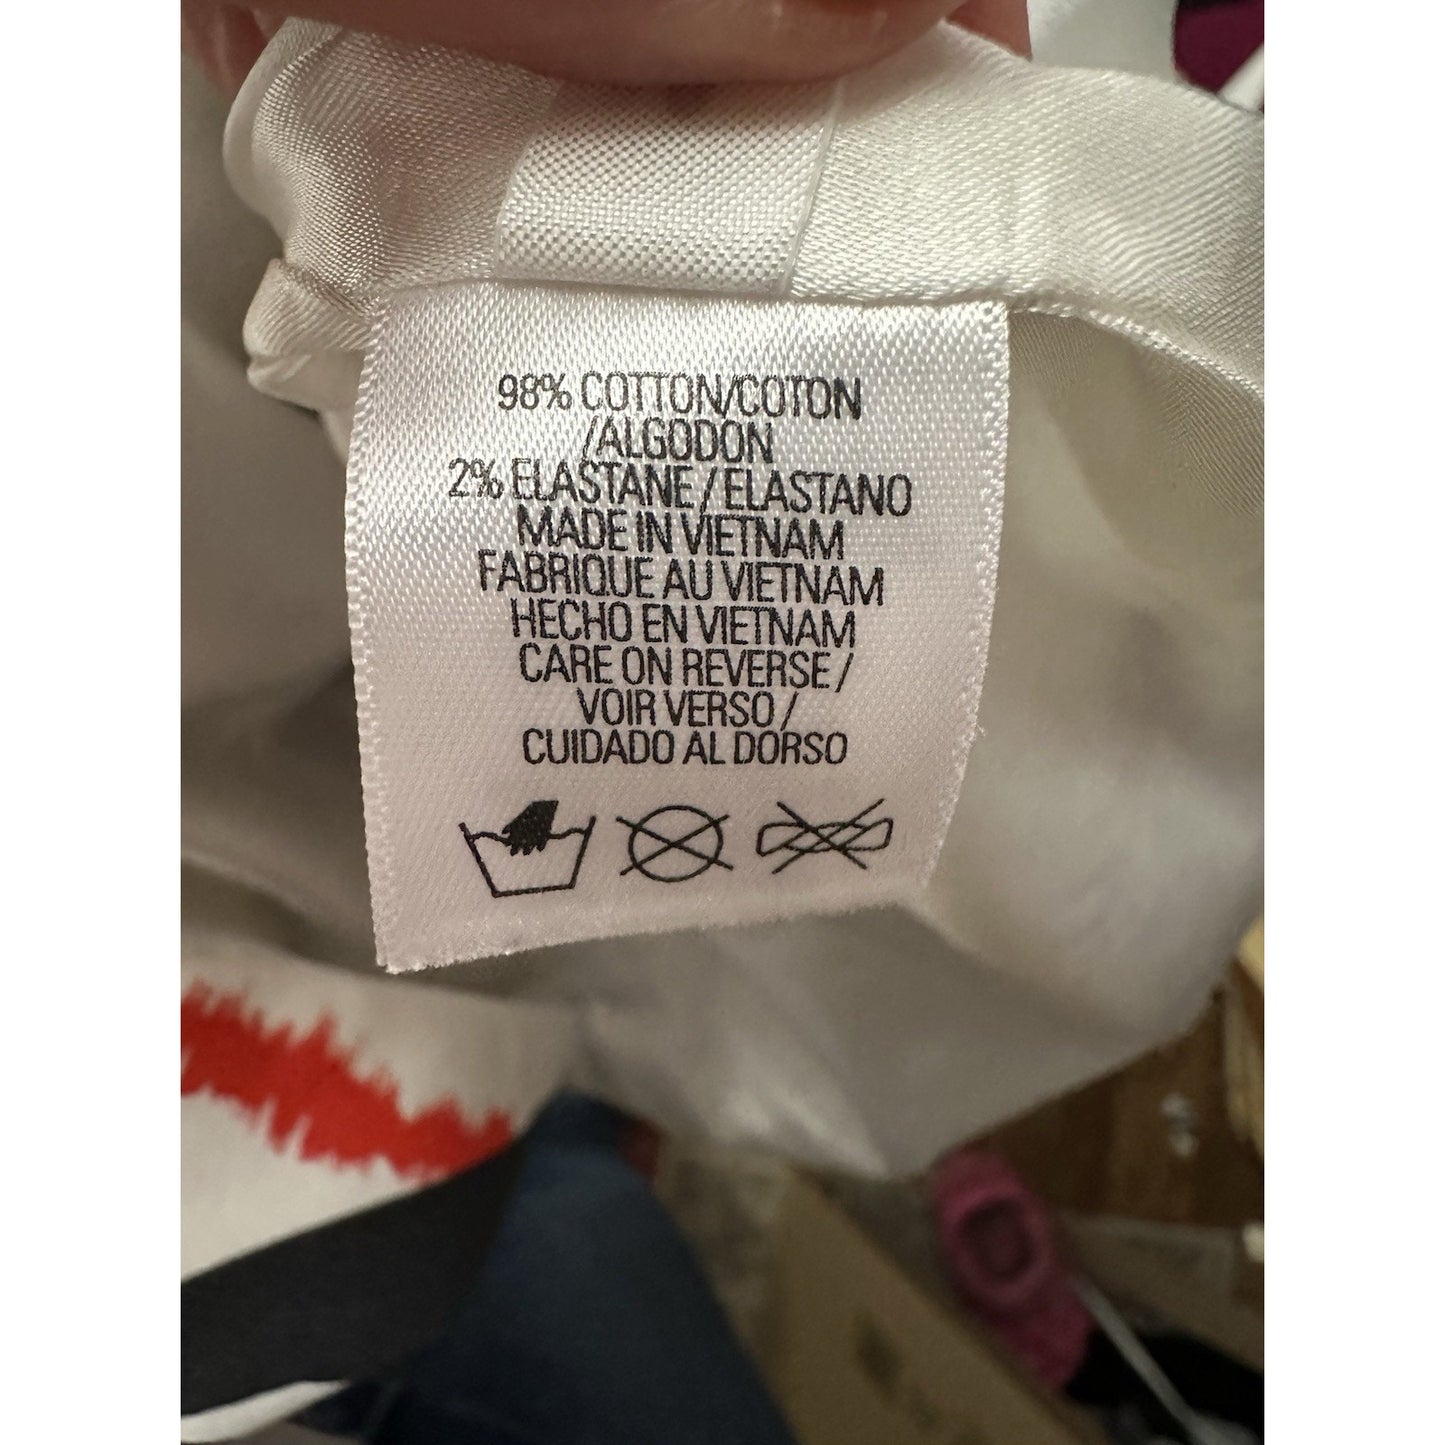 98% COTTON/COTON
/ALGODON
2% ELASTANE / ELASTANO
MADE IN VIETNAM
FABRIQUE AU VIETNAM
HECHO EN VIETNAM
CARE ON REVERSE /
VOIR VERSO /
CUIDADO AL DORSO